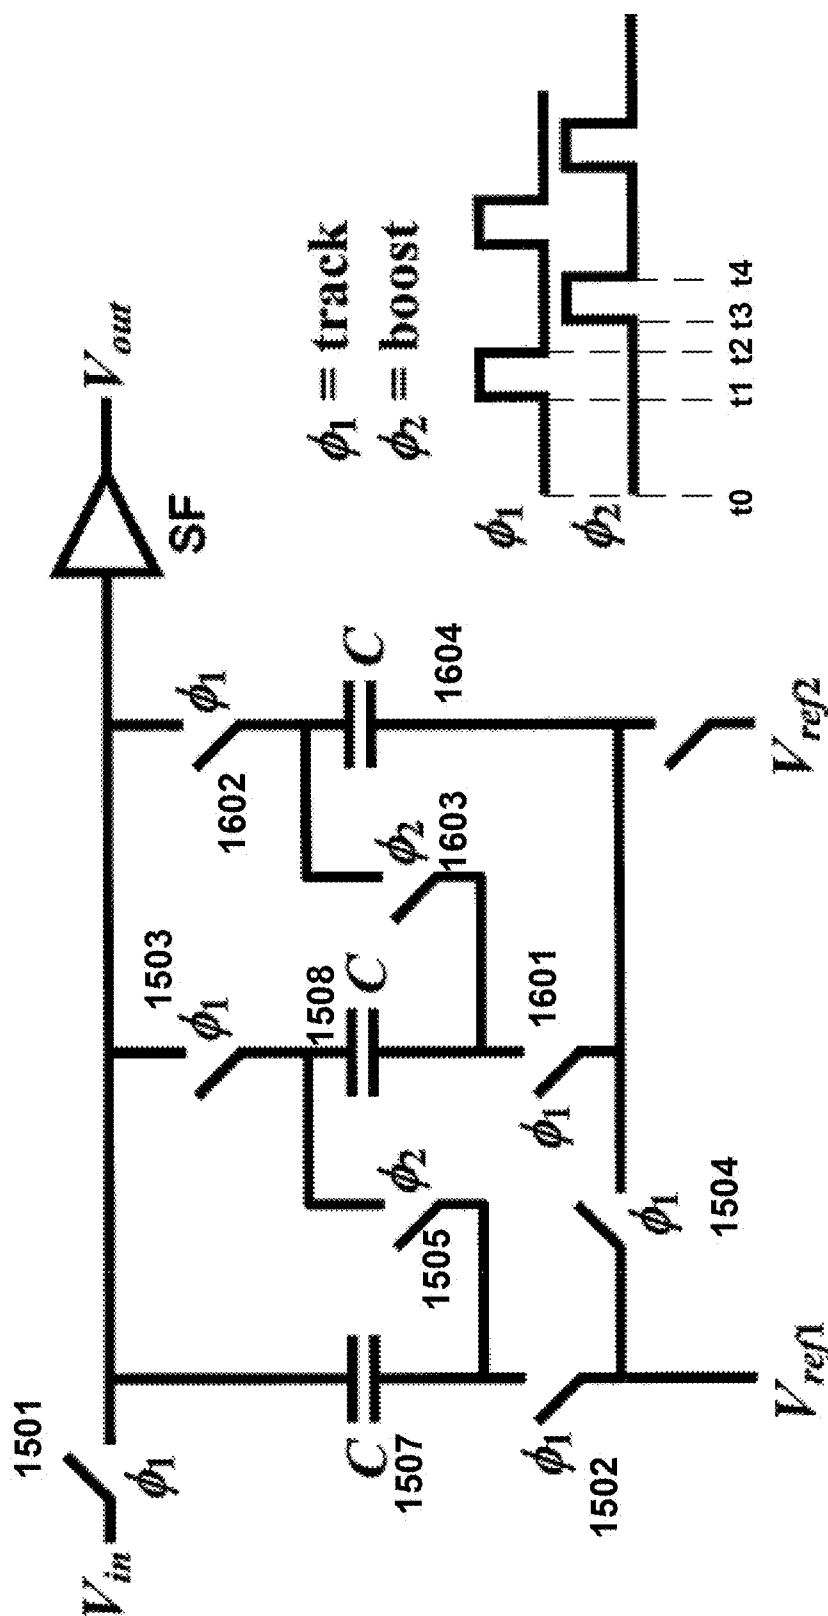 V_in
1501
ϕ1
V_out
SF
1503
ϕ1
ϕ1
1602
C
1507
1508
C
C
1604
ϕ2
1505
ϕ2
1603
ϕ1
1502
ϕ1
1601
ϕ1
1504
V_ref1
V_ref2
ϕ1 = track
ϕ2 = boost
ϕ1
ϕ2
t0 t1 t2 t3 t4